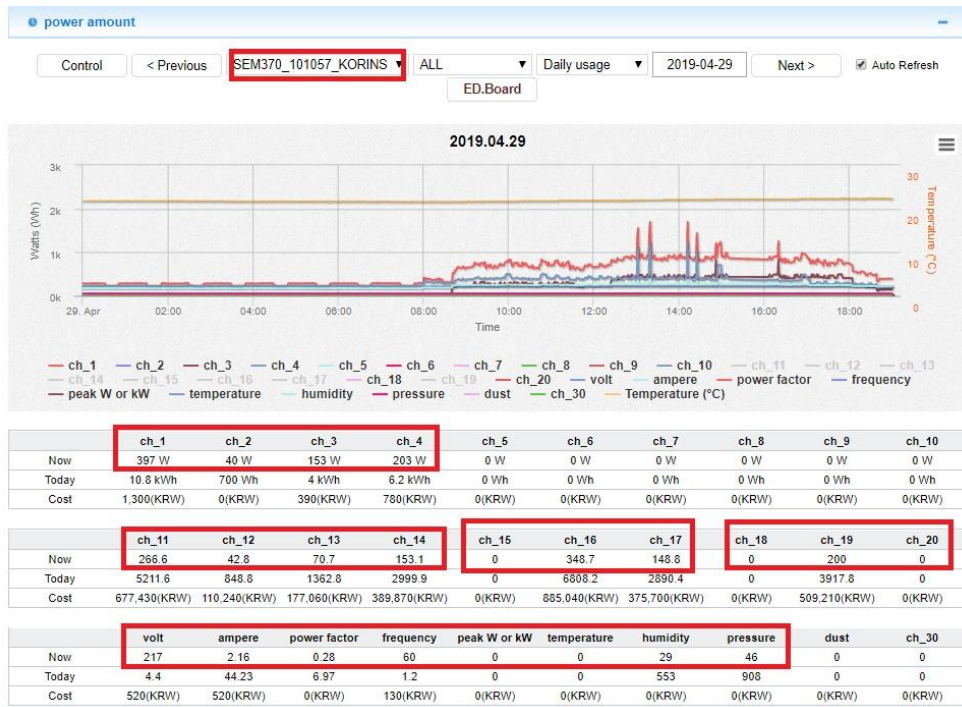 power amount
Control < Previous SEM370_101057_KORINS ALL Daily usage 2019-04-29 Next > Auto Refresh
ED.Board
2019.04.29
3k
2k
1k
0k
Watts (Wh)
30
20
10
0
Temperature (°C)
29. Apr 02:00 04:00 06:00 08:00 10:00 12:00 14:00 16:00 18:00
Time
ch_1 ch_2 ch_3 ch_4 ch_5 ch_6 ch_7 ch_8 ch_9 ch_10 ch_11 ch_12 ch_13
ch_14 ch_15 ch_16 ch_17 ch_18 ch_19 ch_20 volt ampere power factor frequency
peak W or kW temperature humidity pressure dust ch_30 Temperature (°C)
ch_1 ch_2 ch_3 ch_4 ch_5 ch_6 ch_7 ch_8 ch_9 ch_10
Now 397 W 40 W 153 W 203 W 0 W 0 W 0 W 0 W 0 W 0 W
Today 10.8 kWh 700 Wh 4 kWh 6.2 kWh 0 Wh 0 Wh 0 Wh 0 Wh 0 Wh 0 Wh
Cost 1,300(KRW) 0(KRW) 390(KRW) 780(KRW) 0(KRW) 0(KRW) 0(KRW) 0(KRW) 0(KRW) 0(KRW)
ch_11 ch_12 ch_13 ch_14 ch_15 ch_16 ch_17 ch_18 ch_19 ch_20
Now 266.6 42.8 70.7 153.1 0 348.7 148.8 0 200 0
Today 5211.6 848.8 1362.8 2999.9 0 6808.2 2890.4 0 3917.8 0
Cost 677,430(KRW) 110,240(KRW) 177,060(KRW) 389,870(KRW) 0(KRW) 885,040(KRW) 375,700(KRW) 0(KRW) 509,210(KRW) 0(KRW)
volt ampere power factor frequency peak W or kW temperature humidity pressure dust ch_30
Now 217 2.16 0.28 60 0 0 29 46 0 0
Today 4.4 44.23 6.97 1.2 0 0 553 908 0 0
Cost 520(KRW) 520(KRW) 0(KRW) 130(KRW) 0(KRW) 0(KRW) 0(KRW) 0(KRW) 0(KRW) 0(KRW)